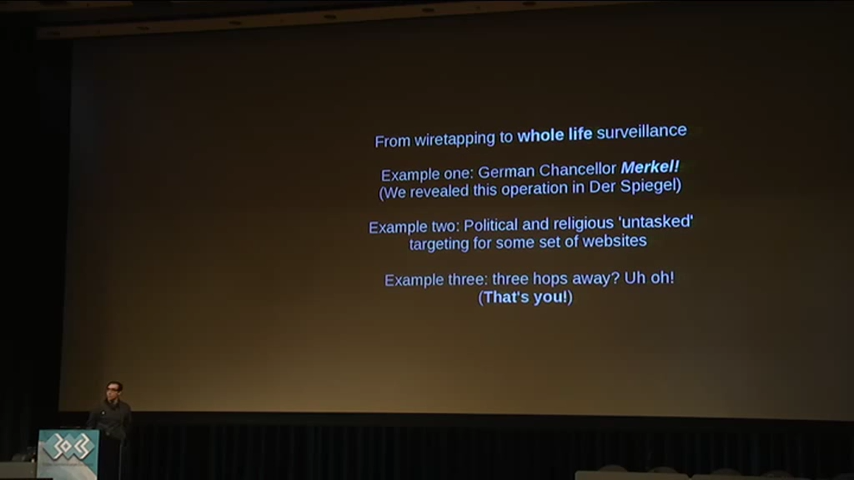 From wiretapping to whole life surveillance
Example one: German Chancellor Merkel!
(We revealed this operation in Der Spiegel)
Example two: Political and religious 'untasked'
targeting for some set of websites
Example three: three hops away? Uh oh!
(That's you!)
30C3